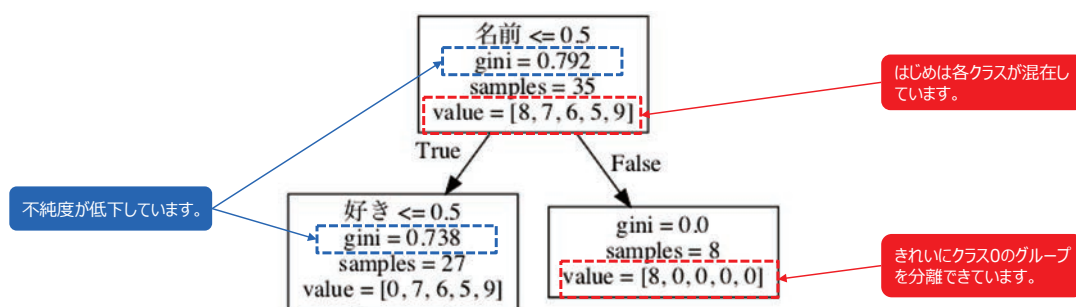 名前 <= 0.5
gini = 0.792
samples = 35
value = [8, 7, 6, 5, 9]
はじめは各クラスが混在し
ています。
True
False
不純度が低下しています。
好き <= 0.5
gini = 0.738
samples = 27
value = [0, 7, 6, 5, 9]
gini = 0.0
samples = 8
value = [8, 0, 0, 0, 0]
きれいにクラス0のグループ
を分離できています。